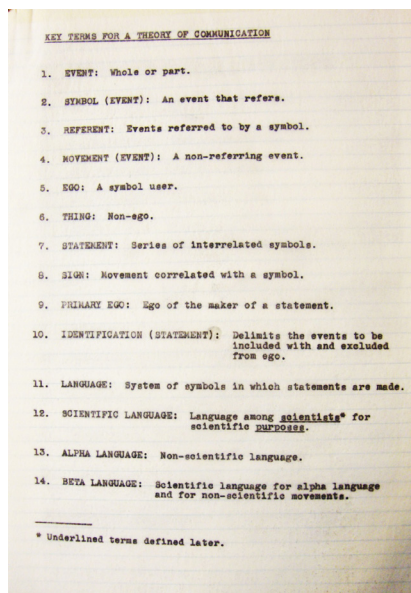 KEY TERMS FOR A THEORY OF COMMUNICATION
1. EVENT: Whole or part.
2. SYMBOL (EVENT): An event that refers.
3. REFERENT: Events referred to by a symbol.
4. MOVEMENT (EVENT): A non-referring event.
5. EGO: A symbol user.
6. THING: Non-ego.
7. STATEMENT: Series of interrelated symbols.
8. SIGN: Movement correlated with a symbol.
9. PRIMARY EGO: Ego of the maker of a statement.
10. IDENTIFICATION (STATEMENT): Delimits the events to be
included with and excluded
from ego.
11. LANGUAGE: System of symbols in which statements are made.
12. SCIENTIFIC LANGUAGE: Language among scientists* for
scientific purposes.
13. ALPHA LANGUAGE: Non-scientific language.
14. BETA LANGUAGE: Scientific language for alpha language
and for non-scientific movements.
* Underlined terms defined later.